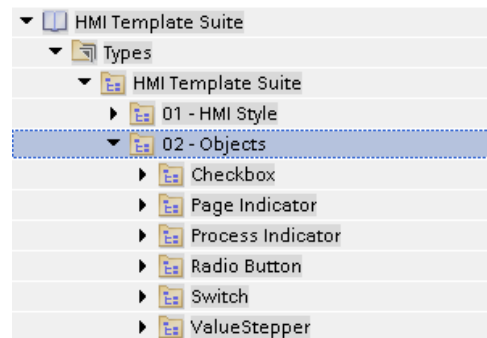 HMI Template Suite
Types
HMI Template Suite
01 - HMI Style
02 - Objects
Checkbox
Page Indicator
Process Indicator
Radio Button
Switch
ValueStepper